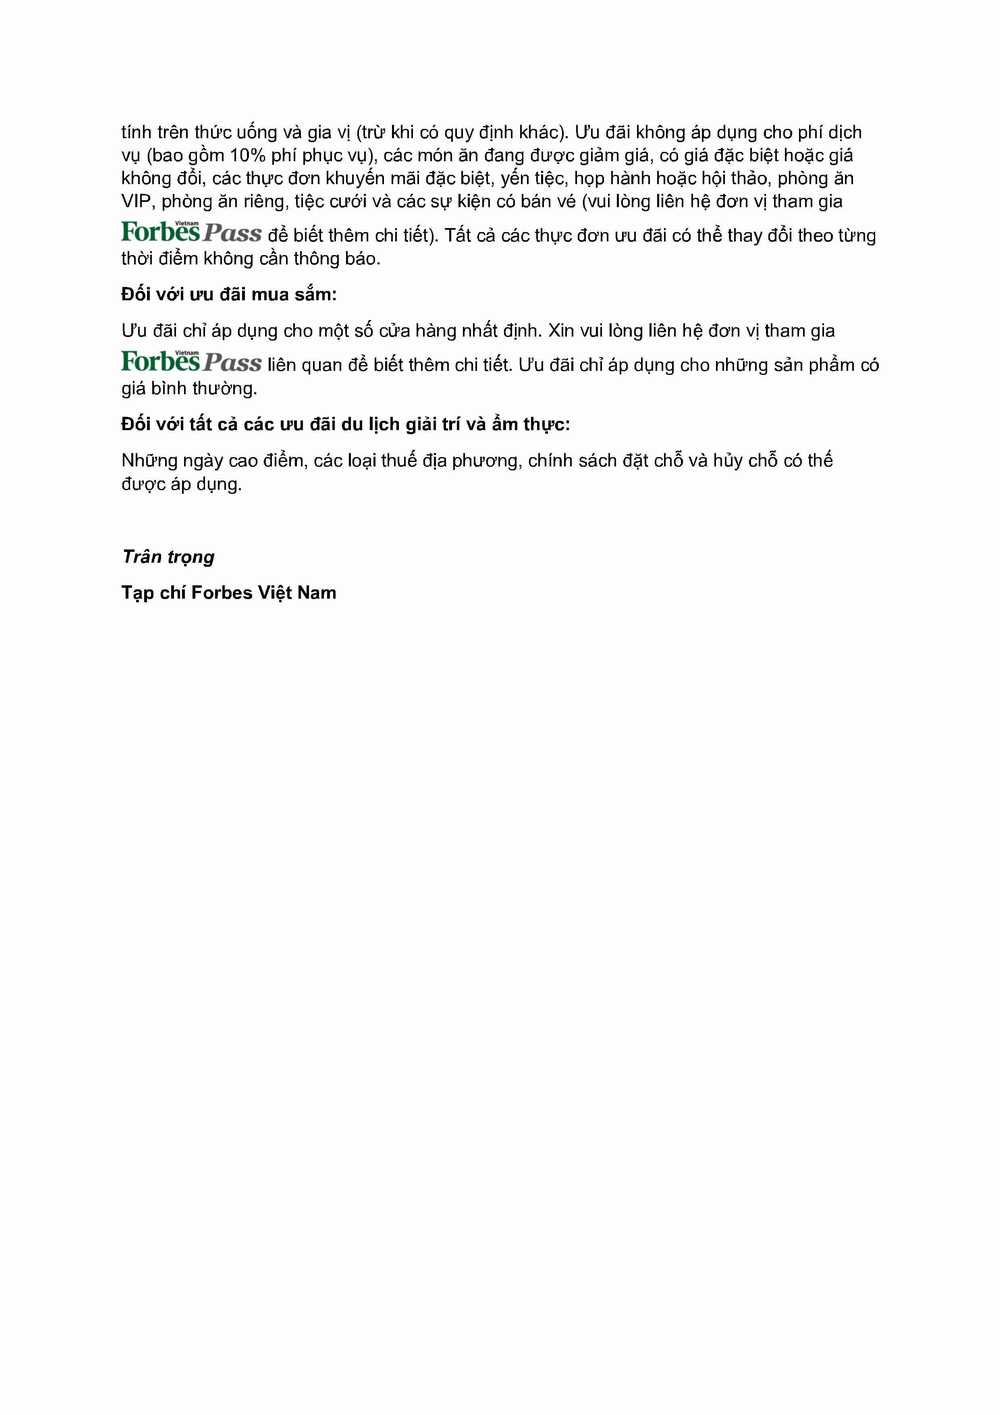 tính trên thức uống và gia vị (trừ khi có quy định khác). Ưu đãi không áp dụng cho phí dịch
vụ (bao gồm 10% phí phục vụ), các món ăn đang được giảm giá, có giá đặc biệt hoặc giá
không đổi, các thực đơn khuyến mãi đặc biệt, yến tiệc, họp hành hoặc hội thảo, phòng ăn
VIP, phòng ăn riêng, tiệc cưới và các sự kiện có bán vé (vui lòng liên hệ đơn vị tham gia
Forbes Vietnam Pass để biết thêm chi tiết). Tất cả các thực đơn ưu đãi có thể thay đổi theo từng
thời điểm không cần thông báo.
Đối với ưu đãi mua sắm:
Ưu đãi chỉ áp dụng cho một số cửa hàng nhất định. Xin vui lòng liên hệ đơn vị tham gia
Forbes Vietnam Pass liên quan để biết thêm chi tiết. Ưu đãi chỉ áp dụng cho những sản phẩm có
giá bình thường.
Đối với tất cả các ưu đãi du lịch giải trí và ẩm thực:
Những ngày cao điểm, các loại thuế địa phương, chính sách đặt chỗ và hủy chỗ có thể
được áp dụng.
Trân trọng
Tạp chí Forbes Việt Nam